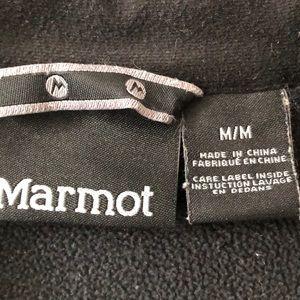 Marmot
M/M
MADE IN CHINA
FABRIQUÉ EN CHINE
CARE LABEL INSIDE
INSTUCTION LAVAGE
EN DEDANS